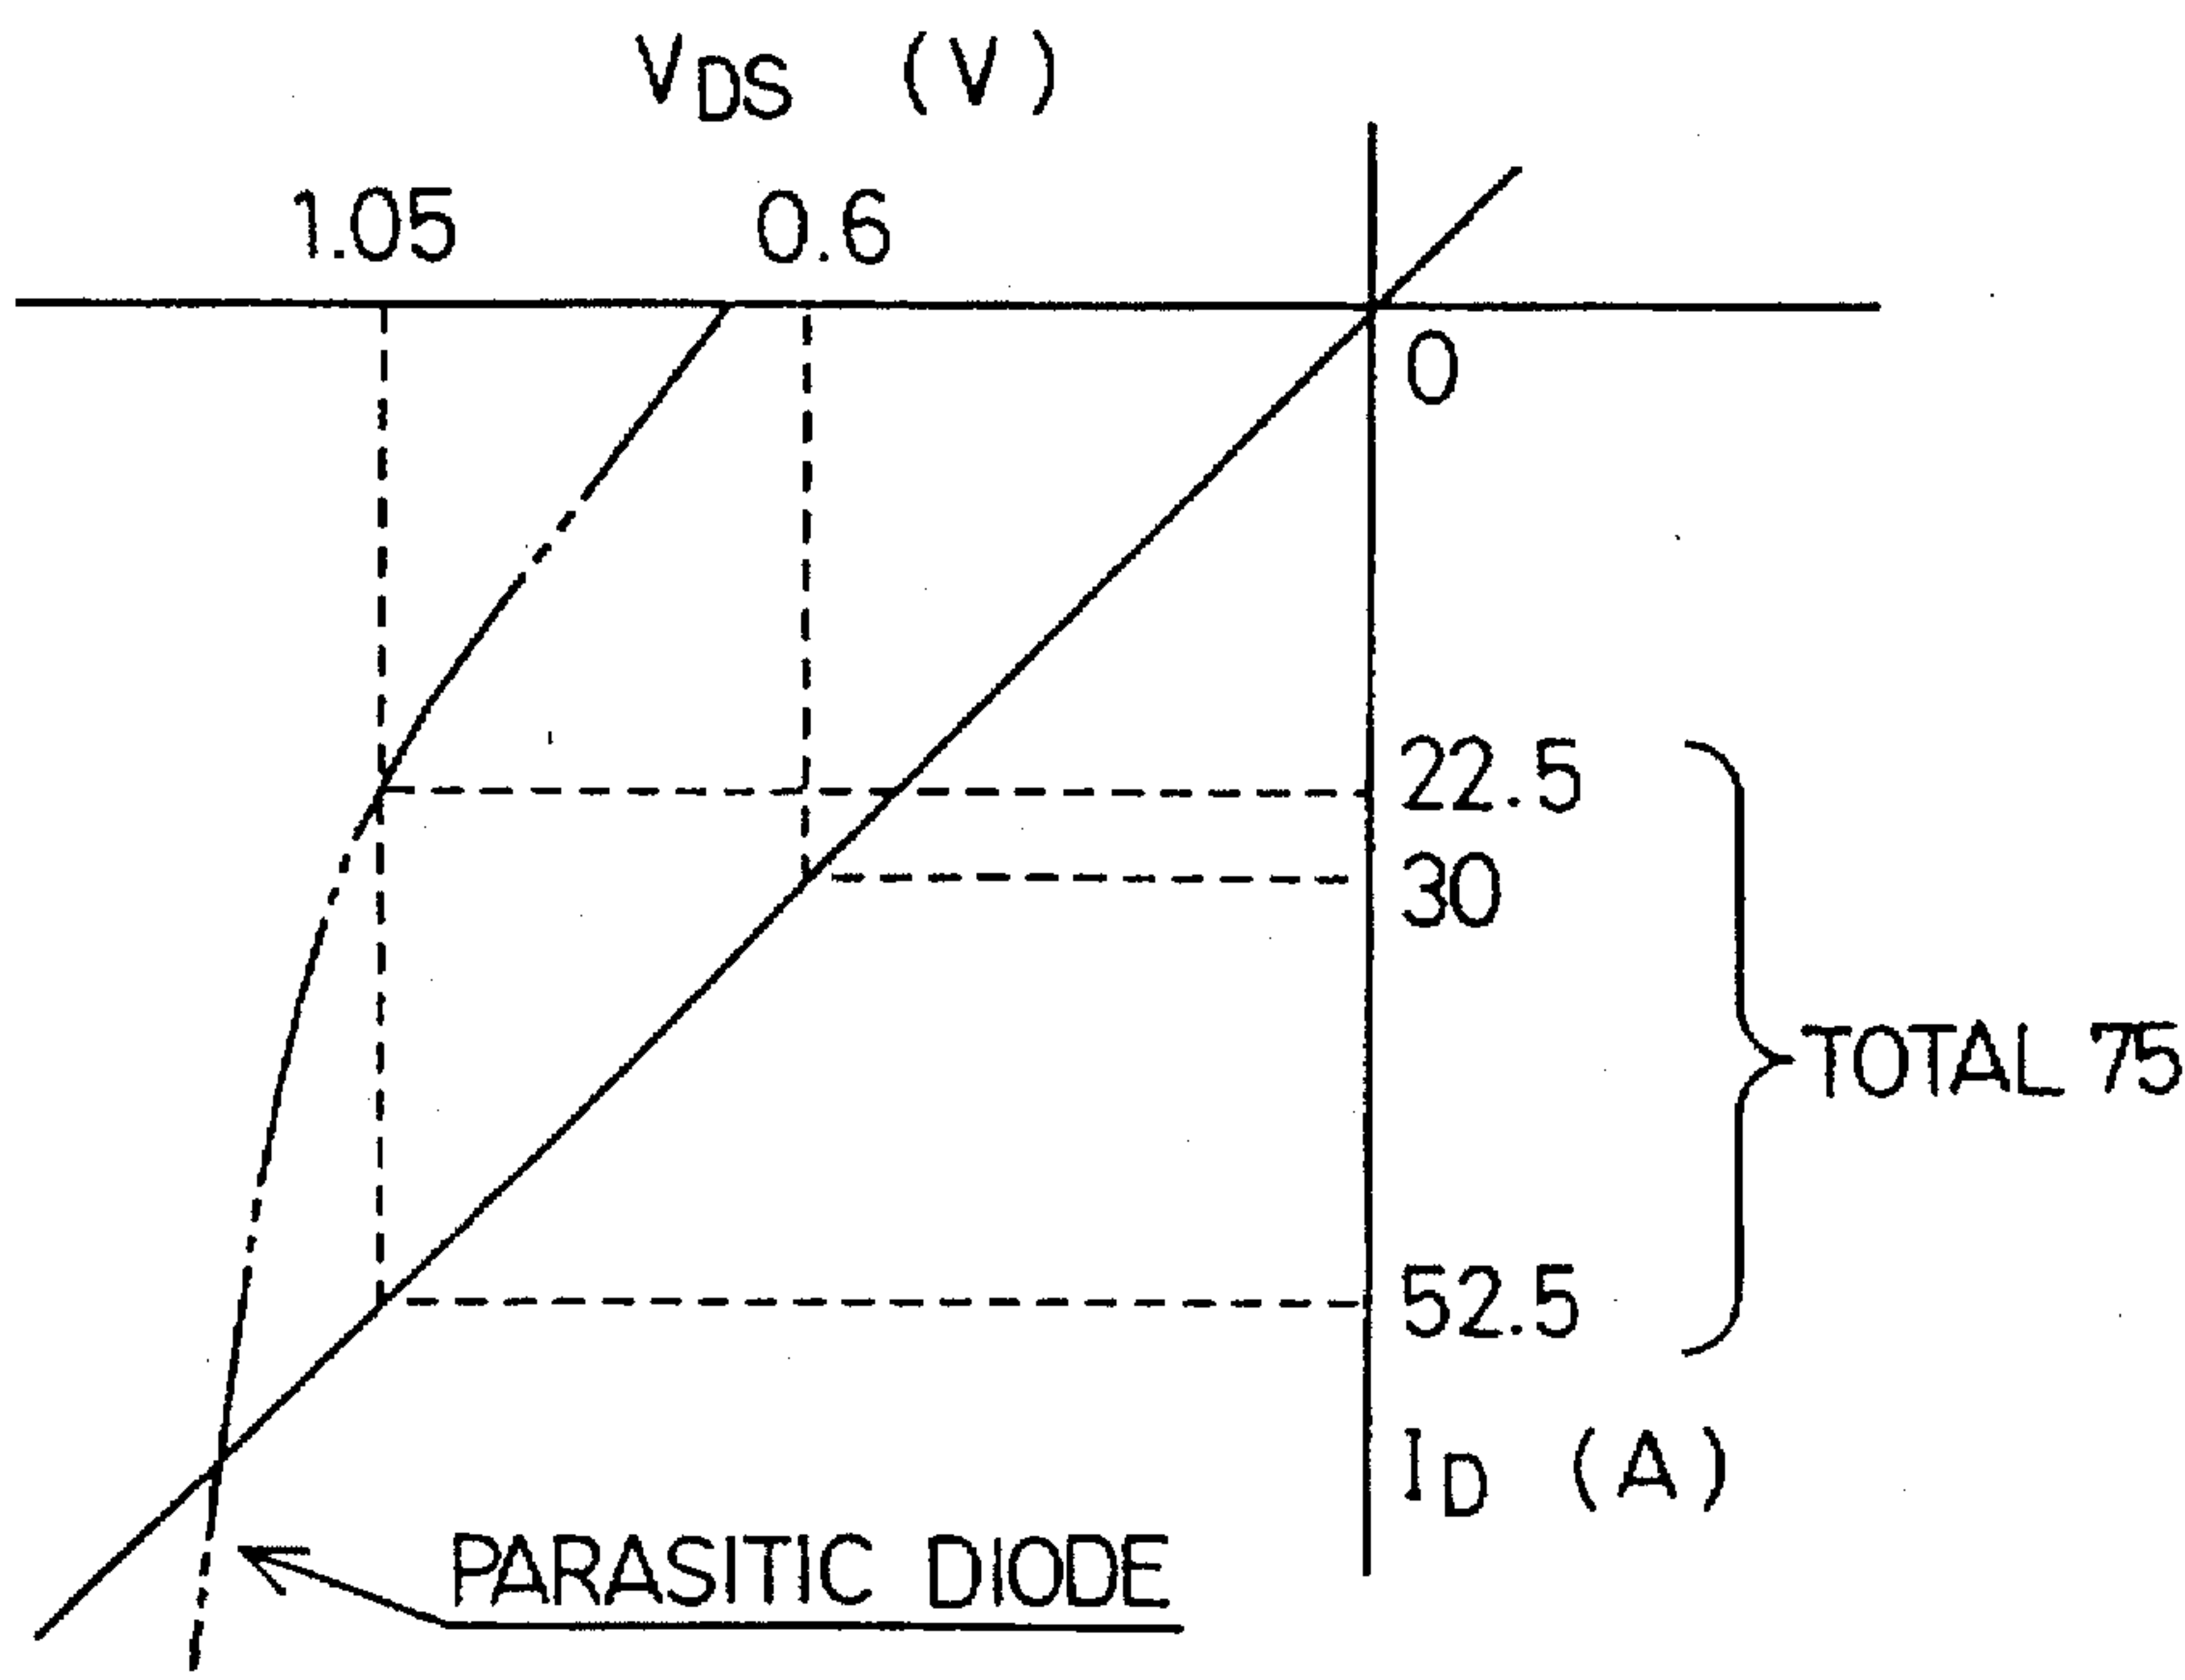 VDS (V)
1.05
0.6
0
22.5
30
TOTAL 75
52.5
ID (A)
PARASITIC DIODE